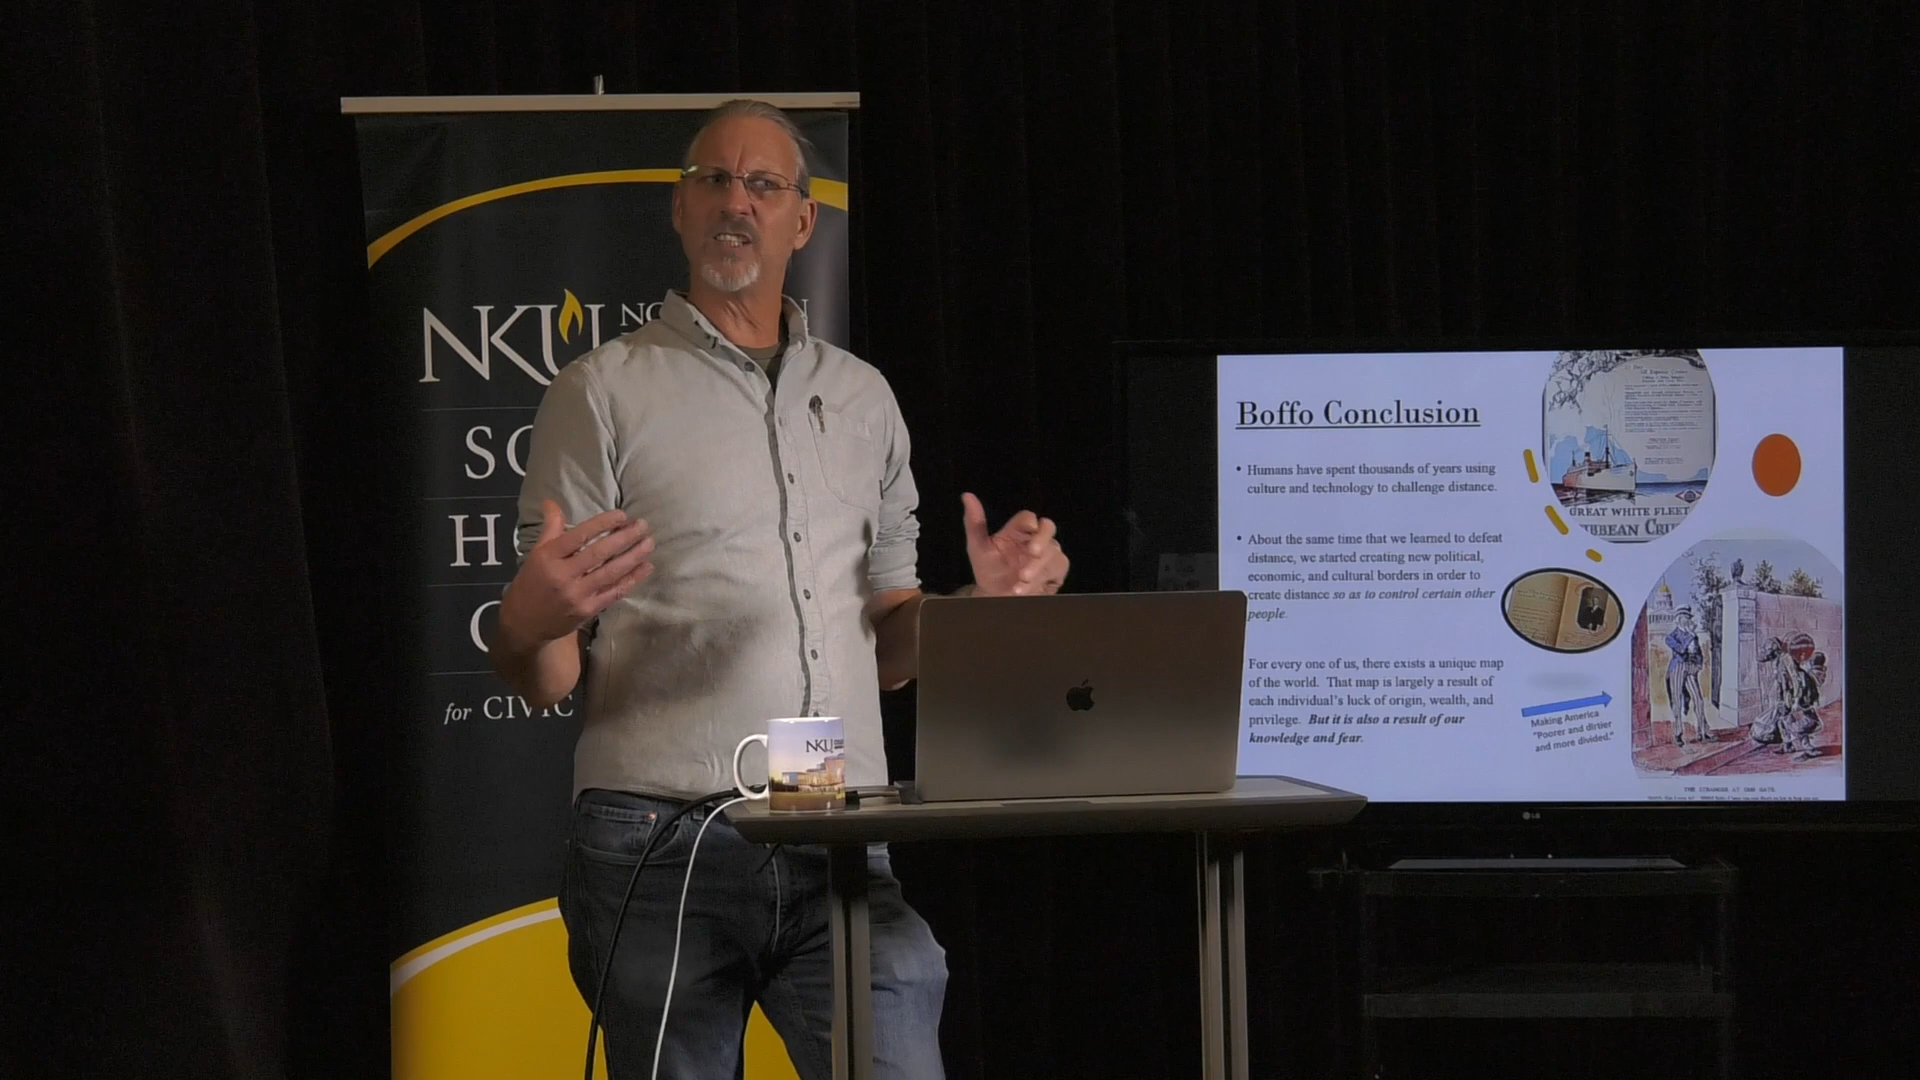 NKU
for CIVIC
NKU
Boffo Conclusion
• Humans have spent thousands of years using
culture and technology to challenge distance.
• About the same time that we learned to defeat
distance, we started creating new political,
economic, and cultural borders in order to
create distance so as to control certain other
people.
For every one of us, there exists a unique map
of the world. That map is largely a result of
each individual's luck of origin, wealth, and
privilege. But it is also a result of our
knowledge and fear.
GREAT WHITE FLEET
Making America
"Poorer and dirtier
and more divided."
THE STRANGER AT OUR GATE
LG